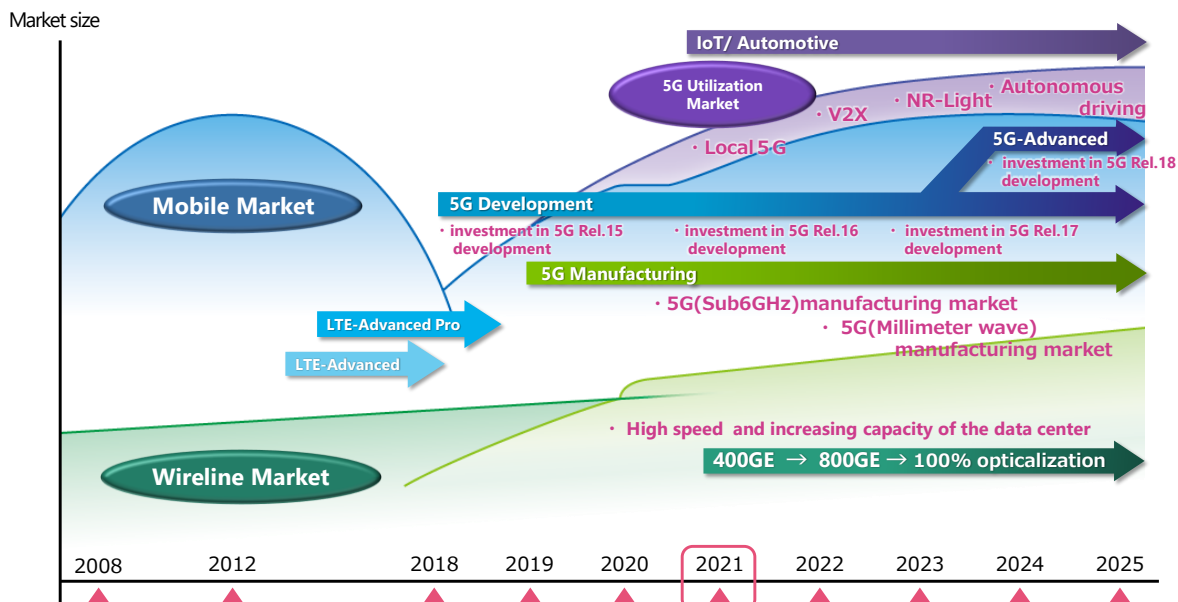 Market size
IoT/ Automotive
5G Utilization
Market
・Autonomous
driving
・NR-Light
・V2X
・Local 5G
5G-Advanced
・investment in 5G Rel.18
development
Mobile Market
5G Development
・investment in 5G Rel.15
development
・investment in 5G Rel.16
development
・investment in 5G Rel.17
development
5G Manufacturing
・5G(Sub6GHz)manufacturing market
・5G(Millimeter wave)
manufacturing market
LTE-Advanced Pro
LTE-Advanced
・High speed and increasing capacity of the data center
400GE → 800GE → 100% opticalization
Wireline Market
2008 2012 2018 2019 2020 2021 2022 2023 2024 2025